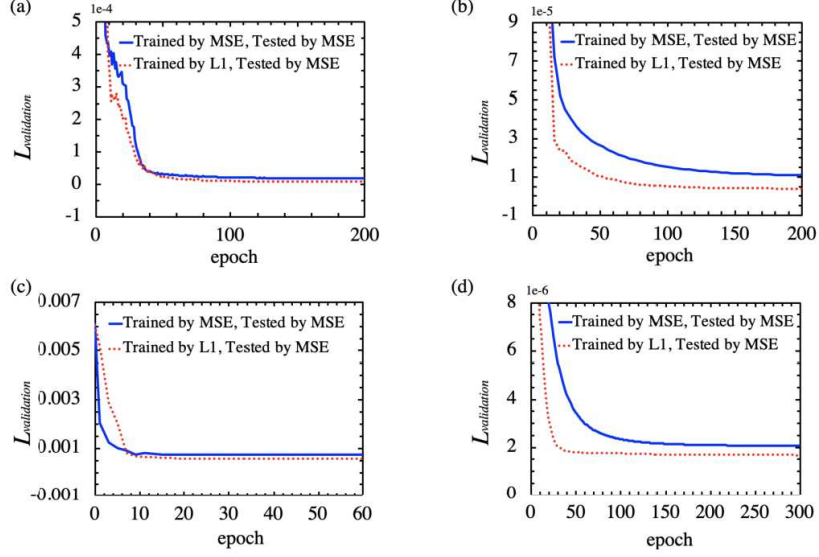 (a)
1e-4
5
4
3
2
1
0
-1
Trained by MSE, Tested by MSE
Trained by L1, Tested by MSE
Lvalidation
0 100 200
epoch
(b)
1e-5
9
7
5
3
1
-1
Trained by MSE, Tested by MSE
Trained by L1, Tested by MSE
Lvalidation
0 50 100 150 200
epoch
(c)
0.007
0.005
0.003
0.001
-0.001
Trained by MSE, Tested by MSE
Trained by L1, Tested by MSE
Lvalidation
0 10 20 30 40 50 60
epoch
(d)
1e-6
8
6
4
2
0
Trained by MSE, Tested by MSE
Trained by L1, Tested by MSE
Lvalidation
0 50 100 150 200 250 300
epoch